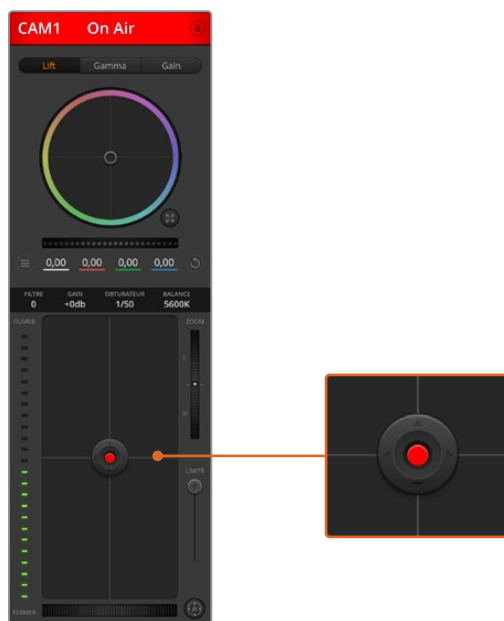 CAM1 On Air
Lift Gamma Gain
0,00 0,00 0,00 0,00
FILTRE GAIN OBTURATEUR BALANCE
0 +0db 1/50 5600K
OUVRIR ZOOM
T
W
LIMITE
FERMER